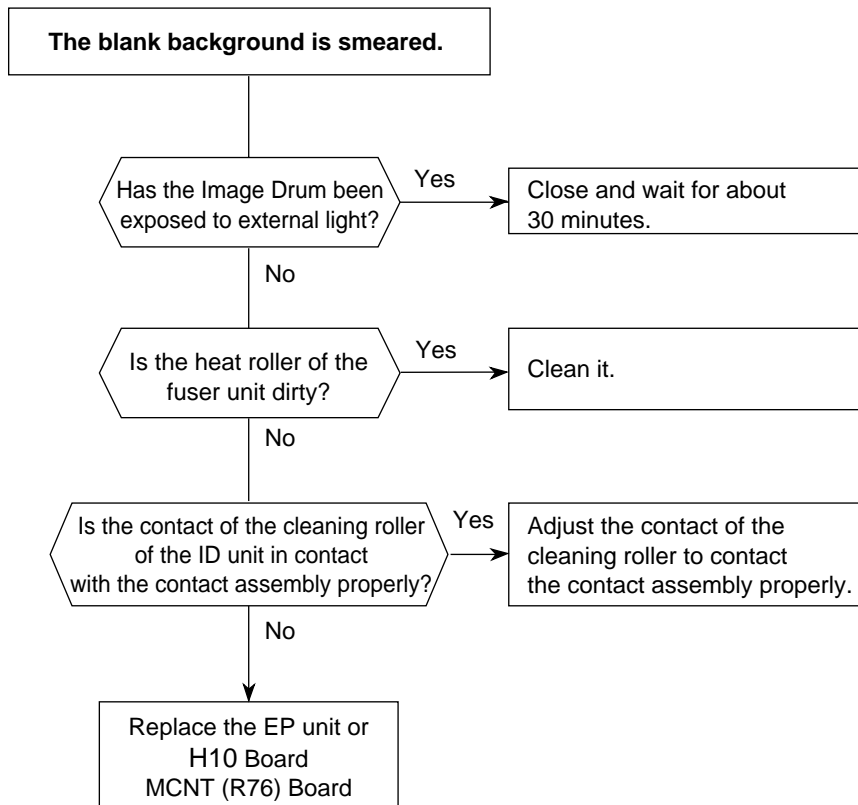 The blank background is smeared.
Has the Image Drum been
exposed to external light?
Yes
Close and wait for about
30 minutes.
No
Is the heat roller of the
fuser unit dirty?
Yes
Clean it.
No
Is the contact of the cleaning roller
of the ID unit in contact
with the contact assembly properly?
Yes
Adjust the contact of the
cleaning roller to contact
the contact assembly properly.
No
Replace the EP unit or
H10 Board
MCNT (R76) Board